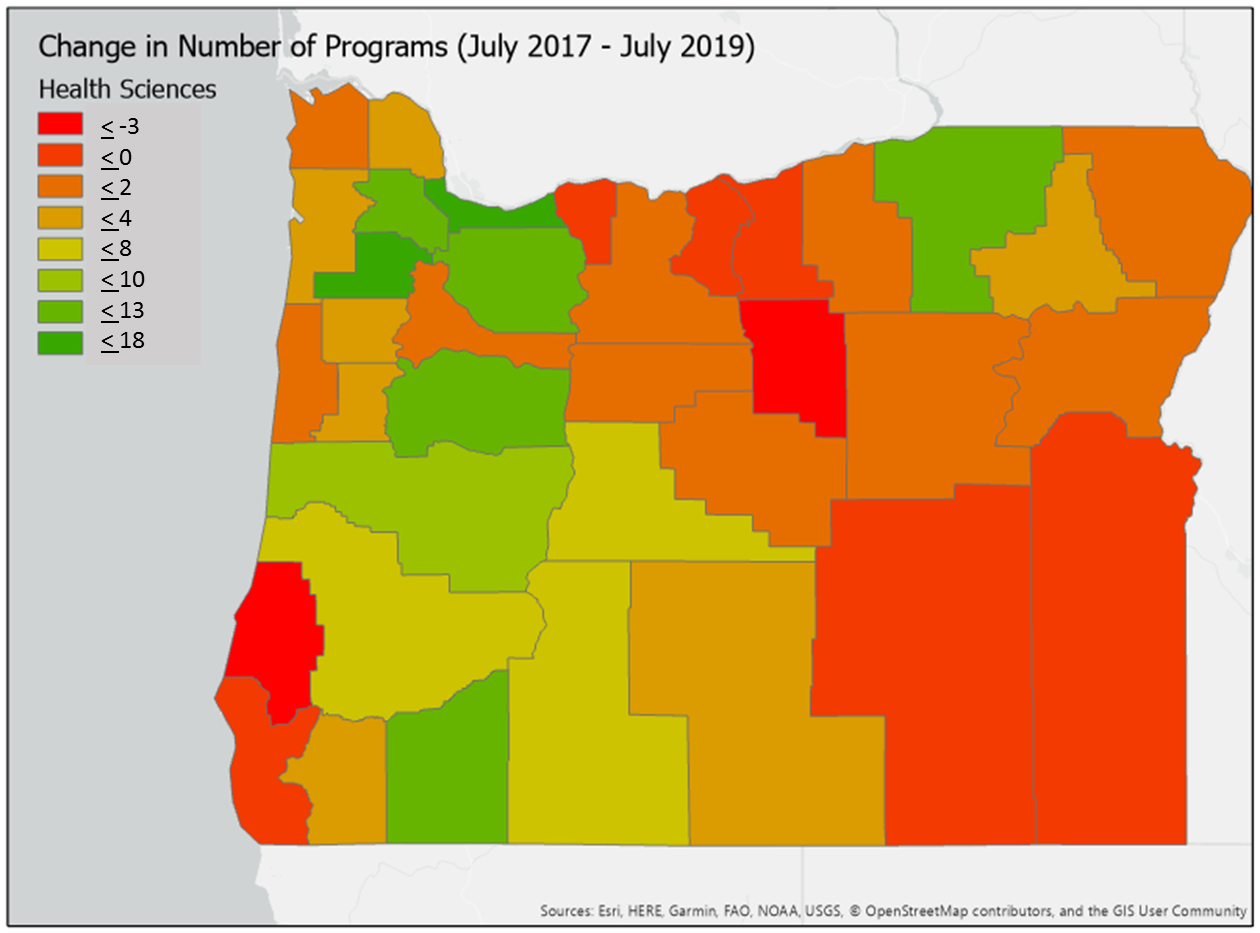 Change in Number of Programs (July 2017 - July 2019)
Health Sciences
≤ -3
≤ 0
≤ 2
≤ 4
≤ 8
≤ 10
≤ 13
≤ 18
Sources: Esri, HERE, Garmin, FAO, NOAA, USGS, © OpenStreetMap contributors, and the GIS User Community